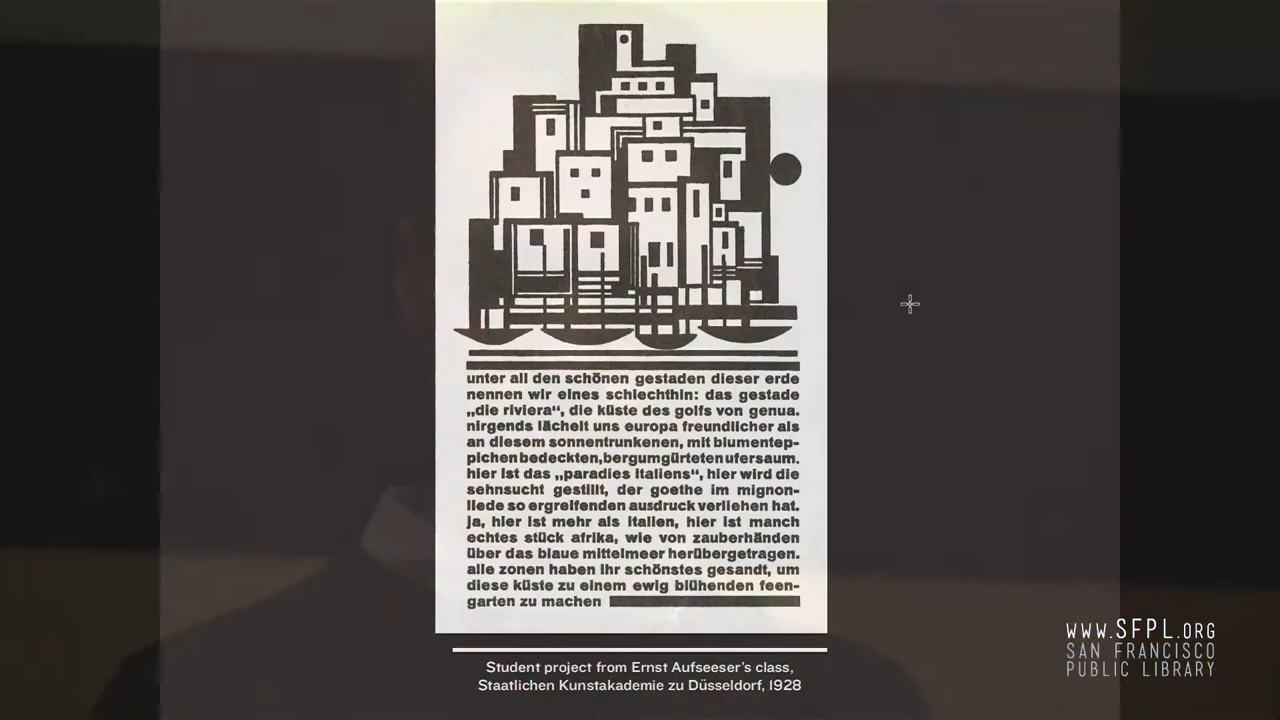 unter all den schönen gestaden dieser erde
nennen wir eines schlechthin: das gestade
„die riviera“, die küste des golfs von genua.
nirgends lächelt uns europa freundlicher als
an diesem sonnentrunkenen, mit blumentep-
pichen bedeckten, bergumgürteten ufersaum.
hier ist das „paradies italiens“, hier wird die
sehnsucht gestillt, der goethe im mignon-
liede so ergreifenden ausdruck verliehen hat.
ja, hier ist mehr als italien, hier ist manch
echtes stück afrika, wie von zauberhänden
über das blaue mittelmeer herübergetragen.
alle zonen haben ihr schönstes gesandt, um
diese küste zu einem ewig blühenden feen-
garten zu machen
Student project from Ernst Aufseeser's class,
Staatlichen Kunstakademie zu Düsseldorf, 1928
WWW.SFPL.ORG
SAN FRANCISCO
PUBLIC LIBRARY